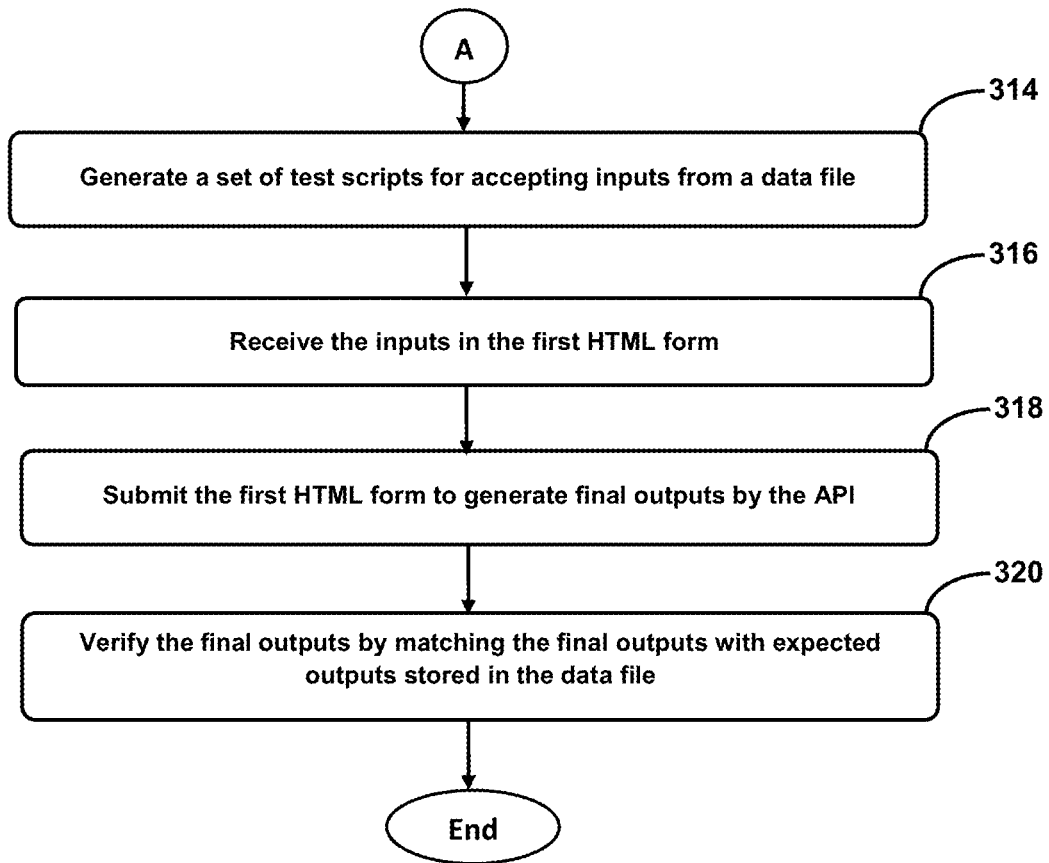 A
314
Generate a set of test scripts for accepting inputs from a data file
316
Receive the inputs in the first HTML form
318
Submit the first HTML form to generate final outputs by the API
320
Verify the final outputs by matching the final outputs with expected
outputs stored in the data file
End